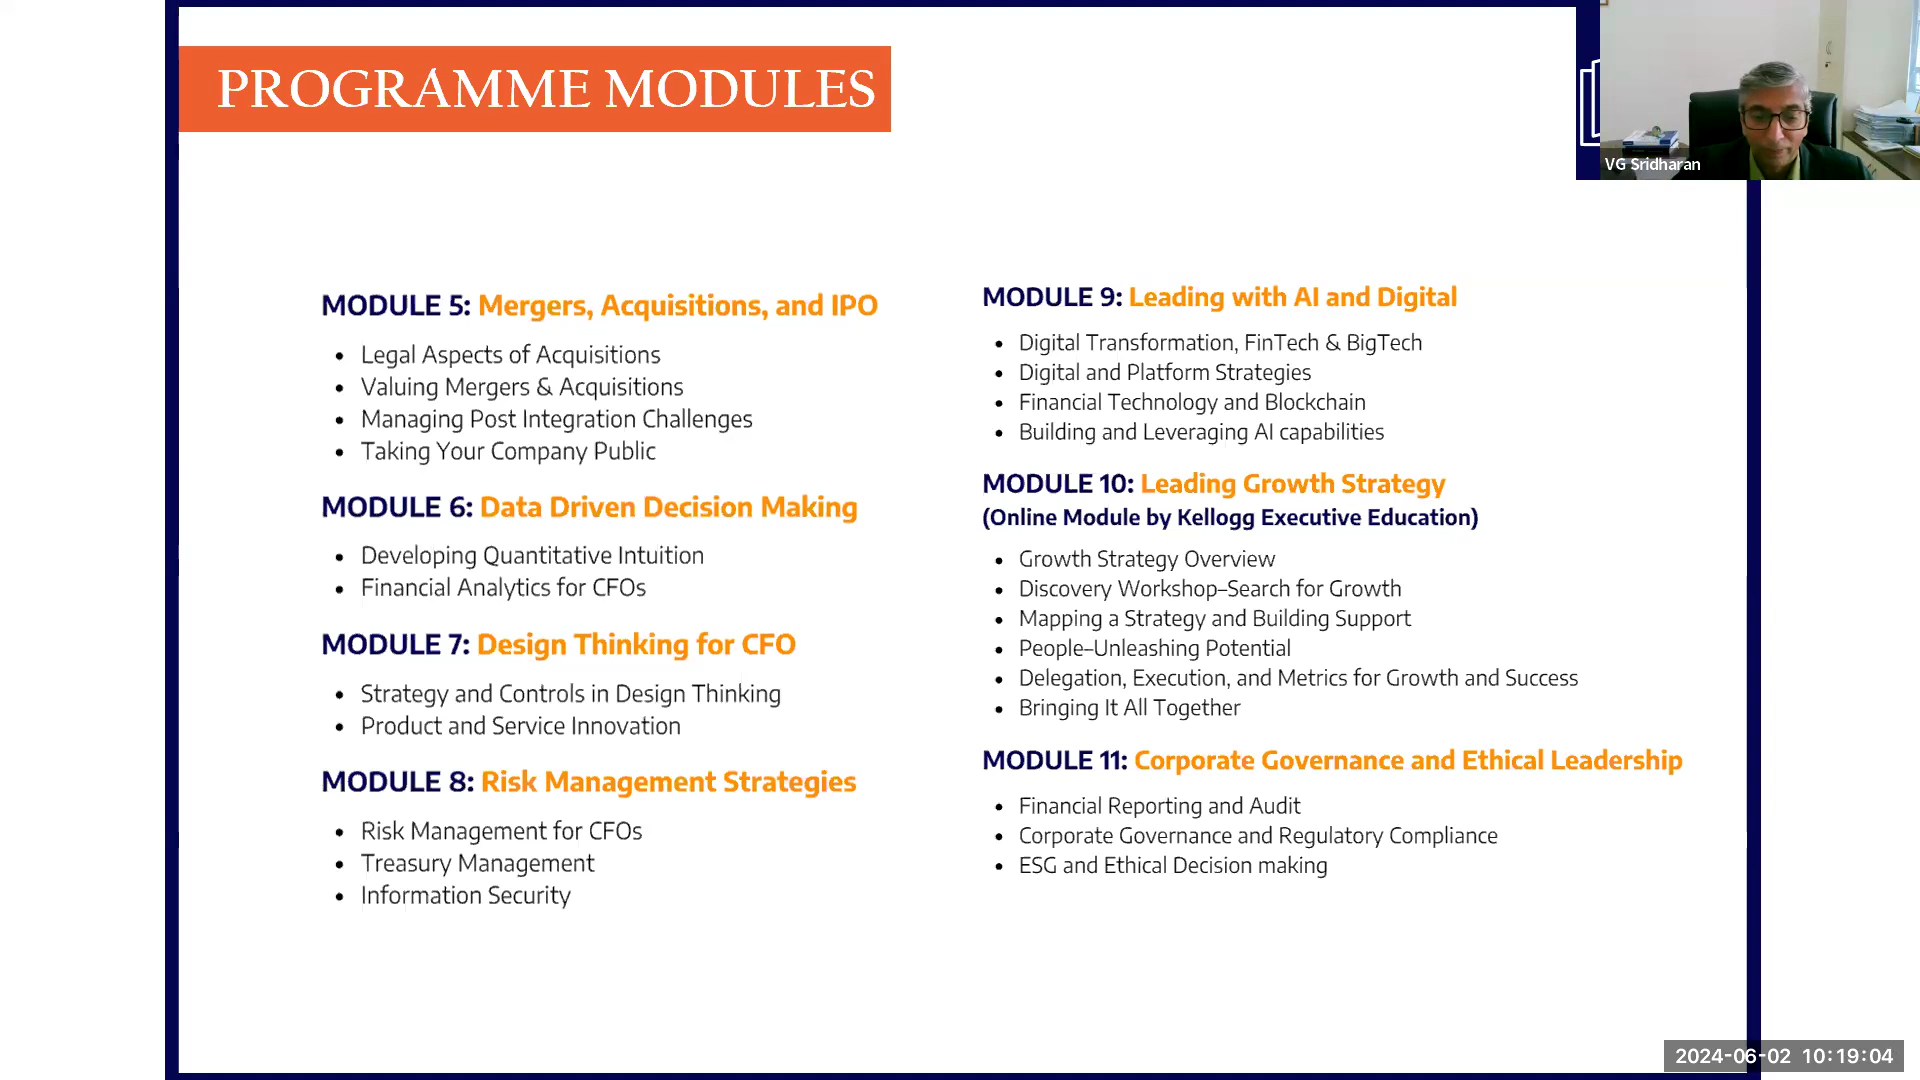 PROGRAMME MODULES
VG Sridharan
MODULE 5: Mergers, Acquisitions, and IPO
• Legal Aspects of Acquisitions
• Valuing Mergers & Acquisitions
• Managing Post Integration Challenges
• Taking Your Company Public
MODULE 6: Data Driven Decision Making
• Developing Quantitative Intuition
• Financial Analytics for CFOs
MODULE 7: Design Thinking for CFO
• Strategy and Controls in Design Thinking
• Product and Service Innovation
MODULE 8: Risk Management Strategies
• Risk Management for CFOs
• Treasury Management
• Information Security
MODULE 9: Leading with AI and Digital
• Digital Transformation, FinTech & BigTech
• Digital and Platform Strategies
• Financial Technology and Blockchain
• Building and Leveraging AI capabilities
MODULE 10: Leading Growth Strategy
(Online Module by Kellogg Executive Education)
• Growth Strategy Overview
• Discovery Workshop–Search for Growth
• Mapping a Strategy and Building Support
• People–Unleashing Potential
• Delegation, Execution, and Metrics for Growth and Success
• Bringing It All Together
MODULE 11: Corporate Governance and Ethical Leadership
• Financial Reporting and Audit
• Corporate Governance and Regulatory Compliance
• ESG and Ethical Decision making
2024-06-02 10:19:04